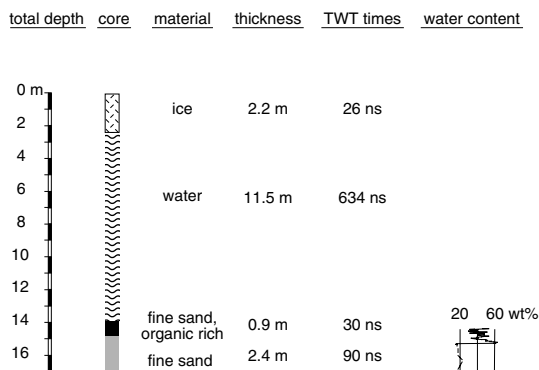 total depth core material thickness TWT times water content
0 m
ice 2.2 m 26 ns
2
4
6 water 11.5 m 634 ns
8
10
12
20 60 wt%
14 fine sand, organic rich 0.9 m 30 ns
16 fine sand 2.4 m 90 ns